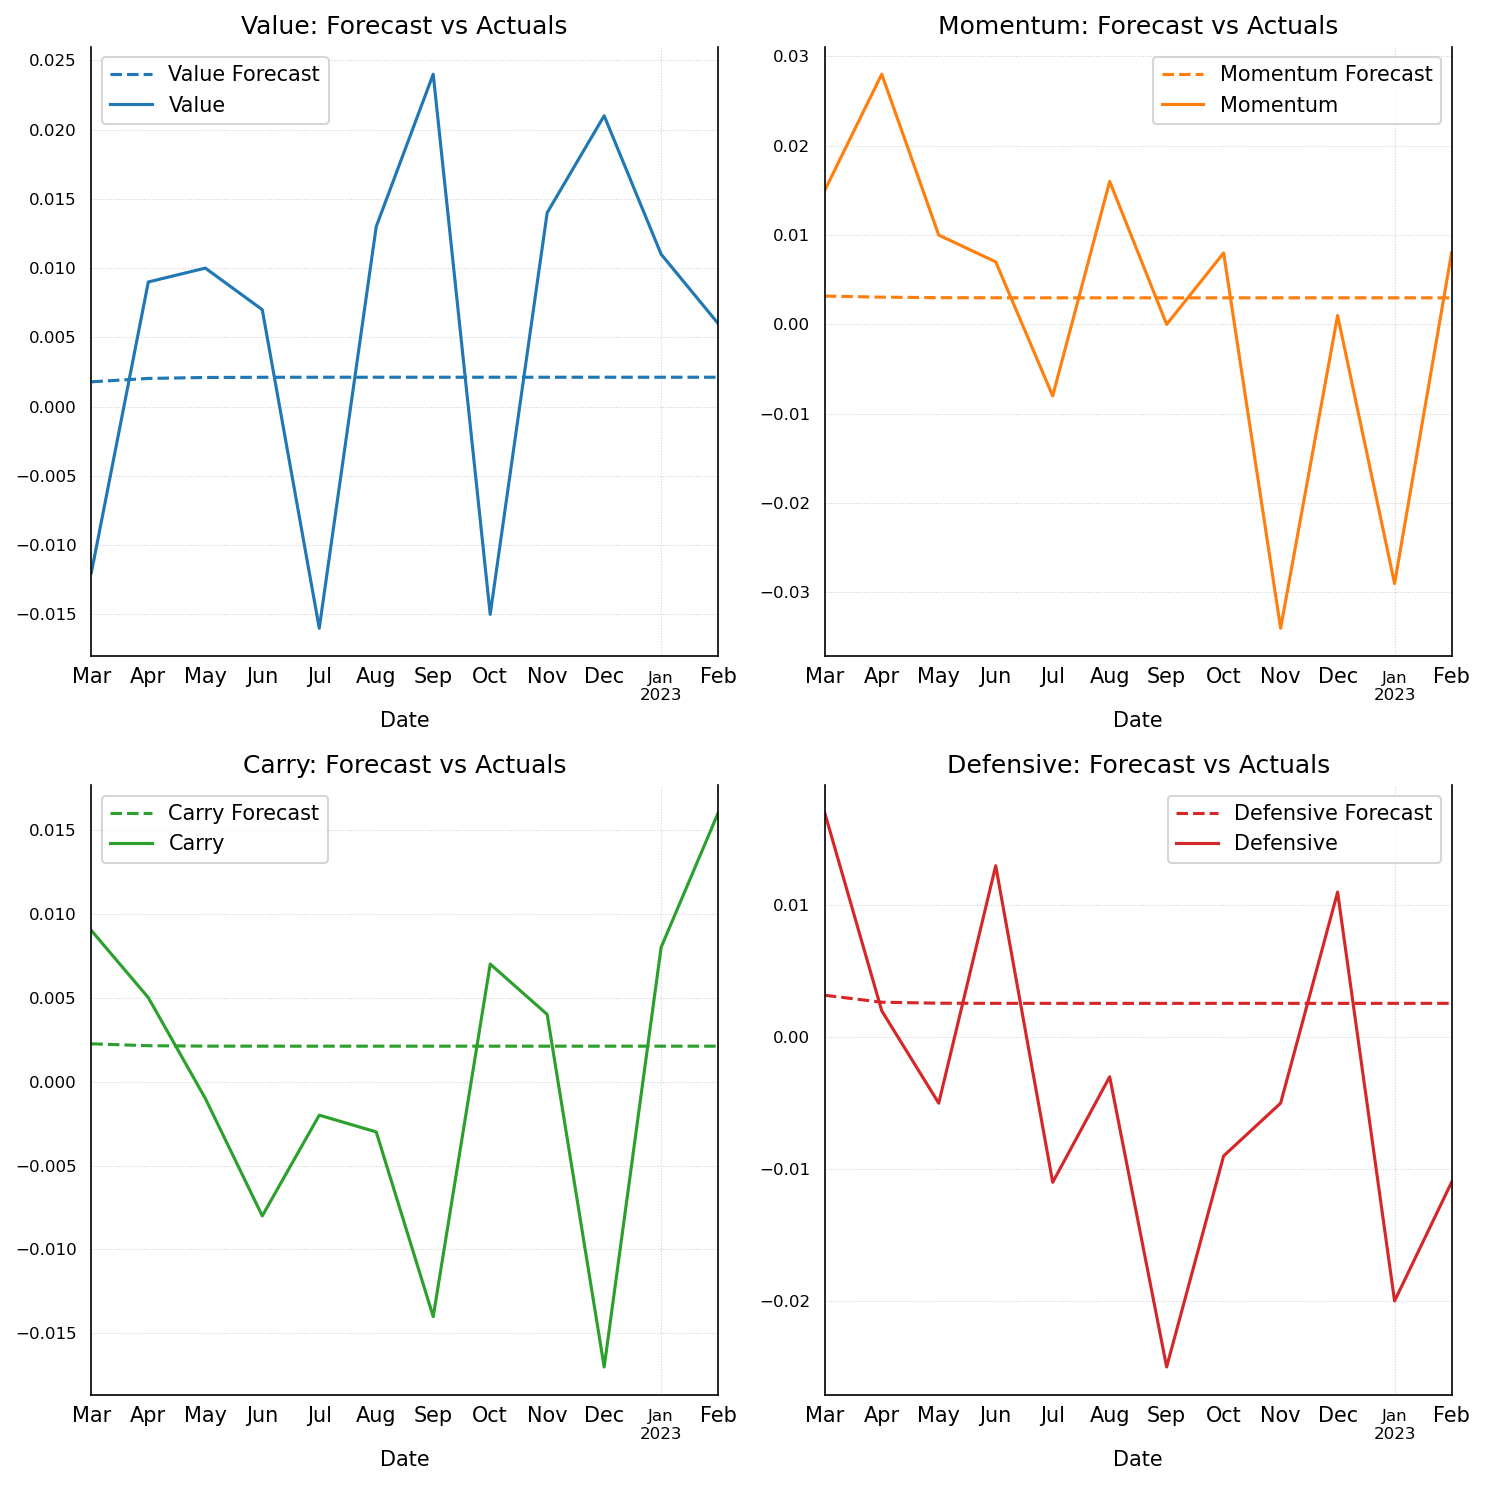 Value: Forecast vs Actuals
0.025
0.020
0.015
0.010
0.005
0.000
−0.005
−0.010
−0.015
Value Forecast
Value
Mar Apr May Jun Jul Aug Sep Oct Nov Dec Jan Feb
2023
Date
Momentum: Forecast vs Actuals
0.03
0.02
0.01
0.00
−0.01
−0.02
−0.03
Momentum Forecast
Momentum
Mar Apr May Jun Jul Aug Sep Oct Nov Dec Jan Feb
2023
Date
Carry: Forecast vs Actuals
0.015
0.010
0.005
0.000
−0.005
−0.010
−0.015
Carry Forecast
Carry
Mar Apr May Jun Jul Aug Sep Oct Nov Dec Jan Feb
2023
Date
Defensive: Forecast vs Actuals
0.01
0.00
−0.01
−0.02
Defensive Forecast
Defensive
Mar Apr May Jun Jul Aug Sep Oct Nov Dec Jan Feb
2023
Date